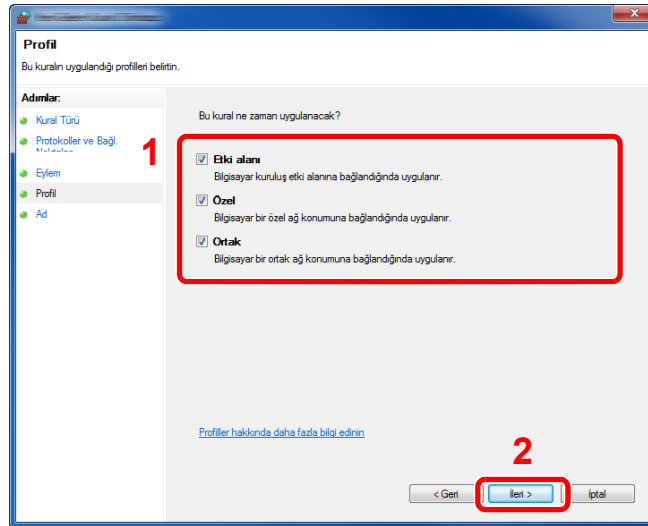 Profil
Bu kuralın uygulandığı profilleri belirtin.
Adımlar:
Kural Türü
Protokoller ve Bağl.
Eylem
Profil
Ad
Bu kural ne zaman uygulanacak?
1
Etki alanı
Bilgisayar kuruluş etki alanına bağlandığında uygulanır.
Özel
Bilgisayar bir özel ağ konumuna bağlandığında uygulanır.
Ortak
Bilgisayar bir ortak ağ konumuna bağlandığında uygulanır.
Profiller hakkında daha fazla bilgi edinin
2
< Geri
İleri >
İptal